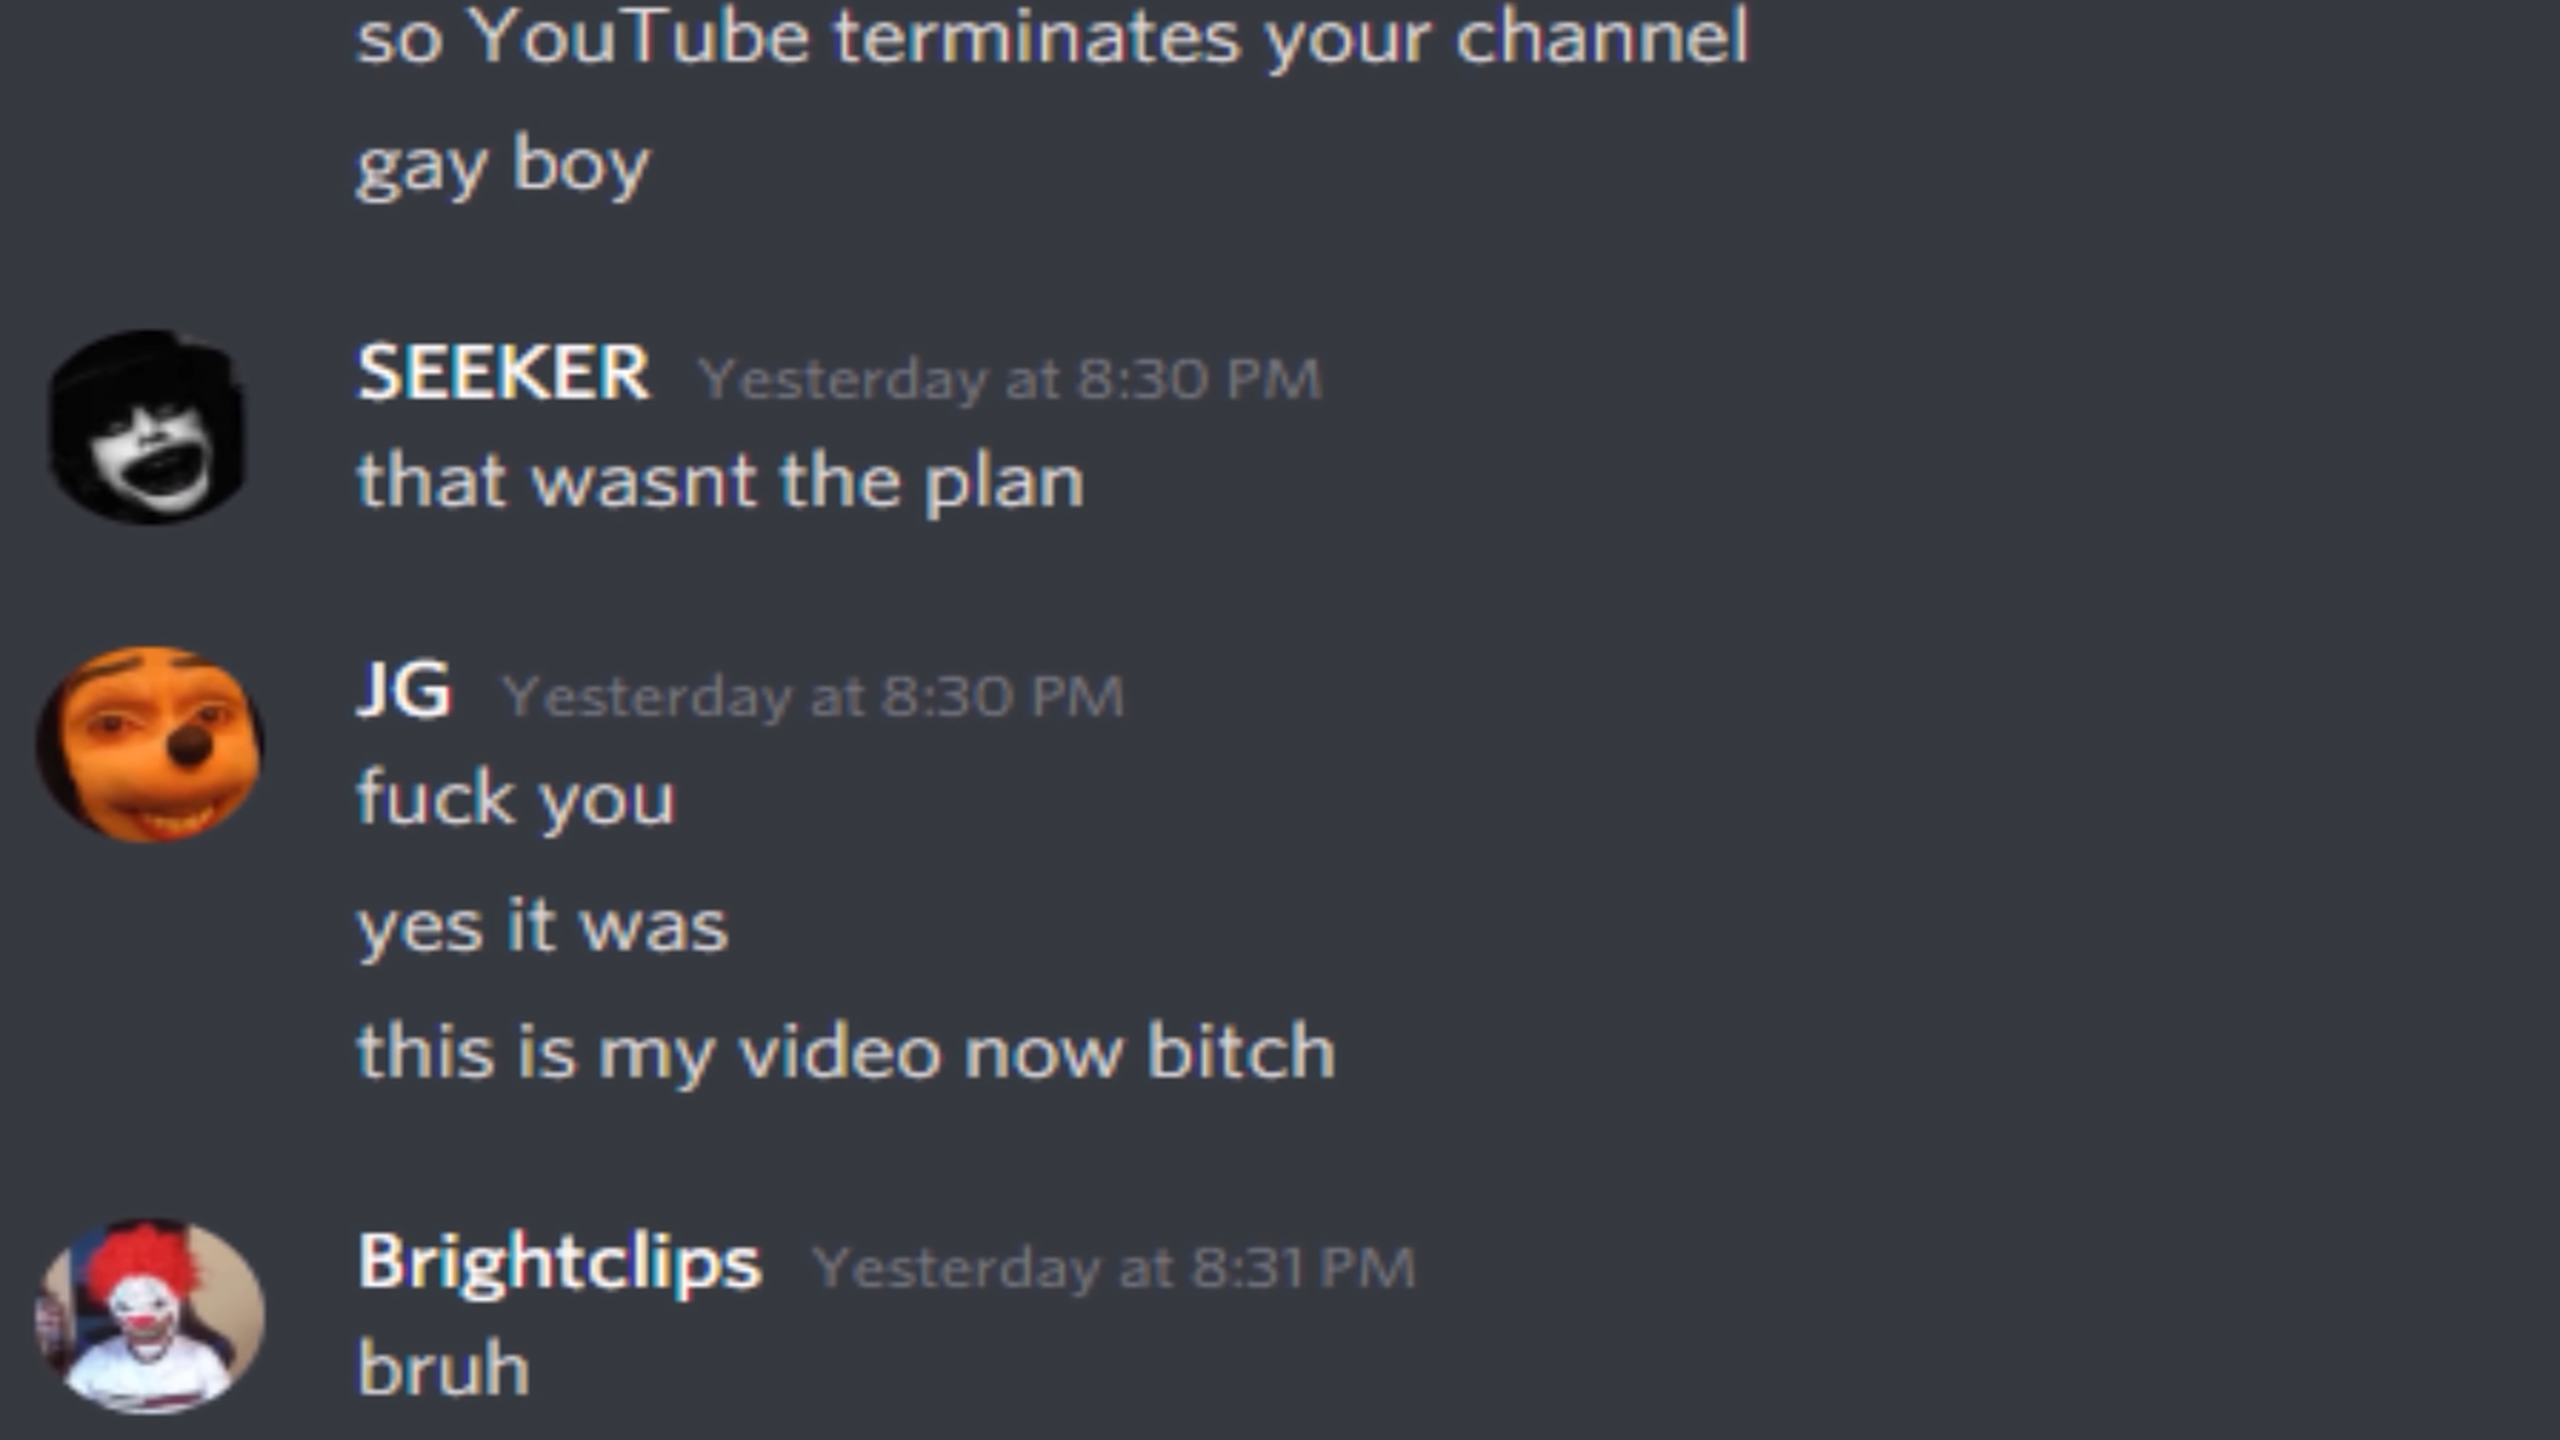 so YouTube terminates your channel
gay boy
SEEKER Yesterday at 8:30 PM
that wasnt the plan
JG Yesterday at 8:30 PM
fuck you
yes it was
this is my video now bitch
Brightclips Yesterday at 8:31 PM
bruh